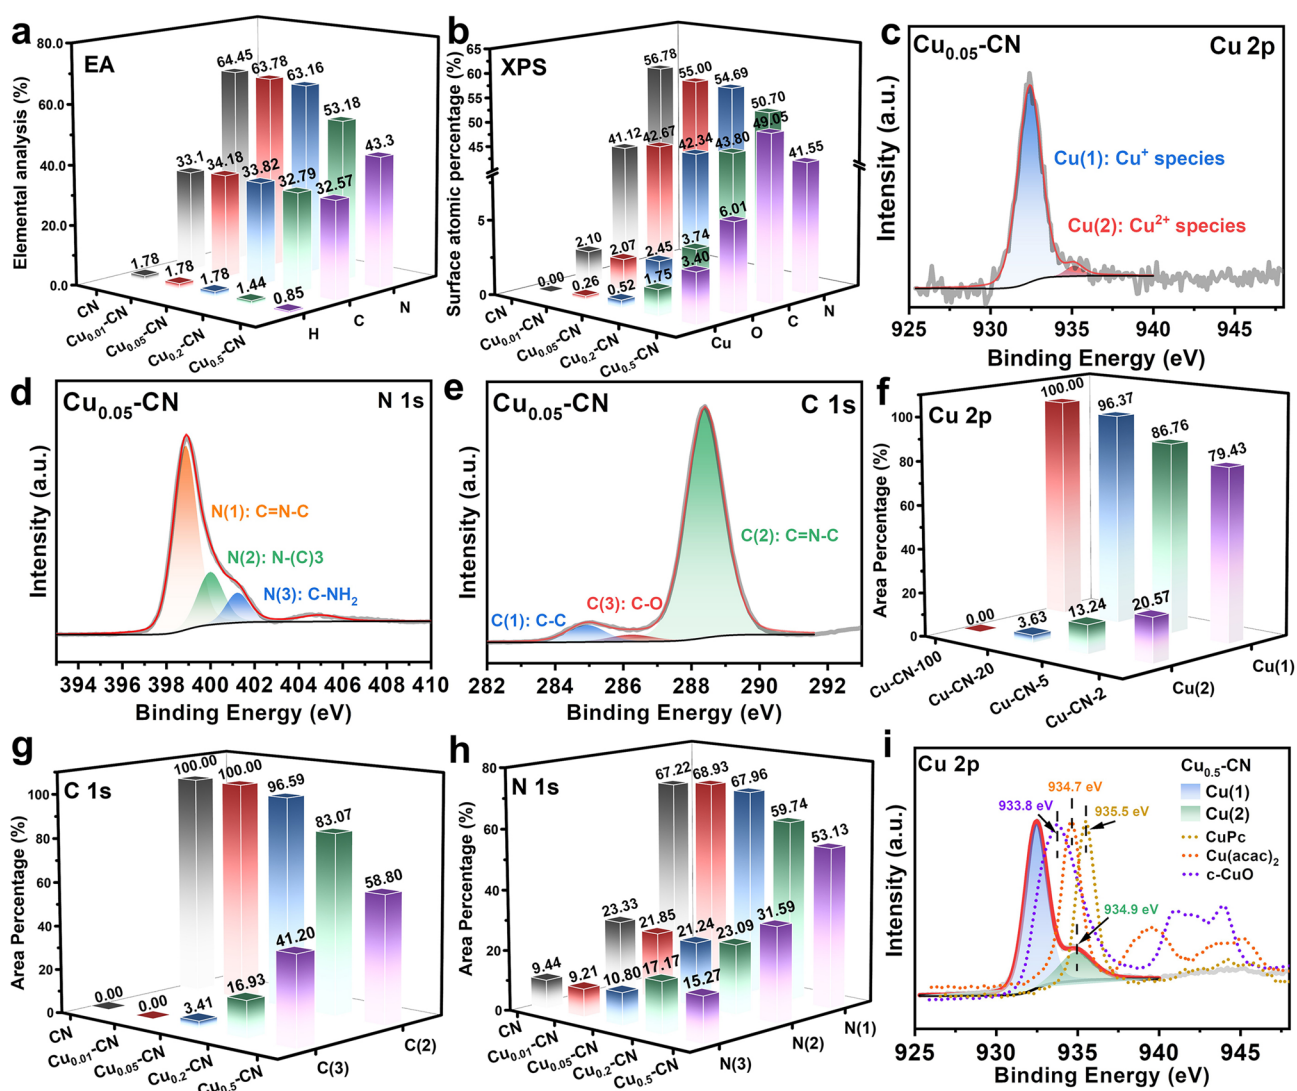 a
EA
Elemental analysis (%)
80.0
60.0
40.0
20.0
0.0
64.45
63.78
63.16
53.18
43.3
33.1
34.18
33.82
32.79
32.57
1.78
1.78
1.78
1.44
0.85
CN
Cu0.01-CN
Cu0.05-CN
Cu0.2-CN
Cu0.5-CN
H
C
N
b
XPS
Surface atomic percentage (%)
65
60
55
50
45
5
0
56.78
55.00
54.69
50.70
41.55
41.12
42.67
42.34
43.80
49.05
2.10
2.07
2.45
3.74
6.01
0.00
0.26
0.52
1.75
3.40
CN
Cu0.01-CN
Cu0.05-CN
Cu0.2-CN
Cu0.5-CN
Cu
O
C
N
c
Cu0.05-CN
Cu 2p
Cu(1): Cu+ species
Cu(2): Cu2+ species
Intensity (a.u.)
925 930 935 940 945
Binding Energy (eV)
d
Cu0.05-CN
N 1s
N(1): C=N-C
N(2): N-(C)3
N(3): C-NH2
Intensity (a.u.)
394 396 398 400 402 404 406 408 410
Binding Energy (eV)
e
Cu0.05-CN
C 1s
C(2): C=N-C
C(3): C-O
C(1): C-C
Intensity (a.u.)
282 284 286 288 290 292
Binding Energy (eV)
f
Cu 2p
Area Percentage (%)
100
80
60
40
20
0
100.00
96.37
86.76
79.43
0.00
3.63
13.24
20.57
Cu-CN-100
Cu-CN-20
Cu-CN-5
Cu-CN-2
Cu(2)
Cu(1)
g
C 1s
Area Percentage (%)
100
80
60
40
20
0
100.00
100.00
96.59
83.07
58.80
0.00
0.00
3.41
16.93
41.20
CN
Cu0.01-CN
Cu0.05-CN
Cu0.2-CN
Cu0.5-CN
C(3)
C(2)
h
N 1s
Area Percentage (%)
80
60
40
20
0
67.22
68.93
67.96
59.74
53.13
23.33
21.85
21.24
23.09
31.59
9.44
9.21
10.80
17.17
15.27
CN
Cu0.01-CN
Cu0.05-CN
Cu0.2-CN
Cu0.5-CN
N(3)
N(2)
N(1)
i
Cu 2p
Cu0.5-CN
Cu(1)
Cu(2)
CuPc
Cu(acac)2
c-CuO
934.7 eV
933.8 eV
935.5 eV
934.9 eV
Intensity (a.u.)
925 930 935 940 945
Binding Energy (eV)